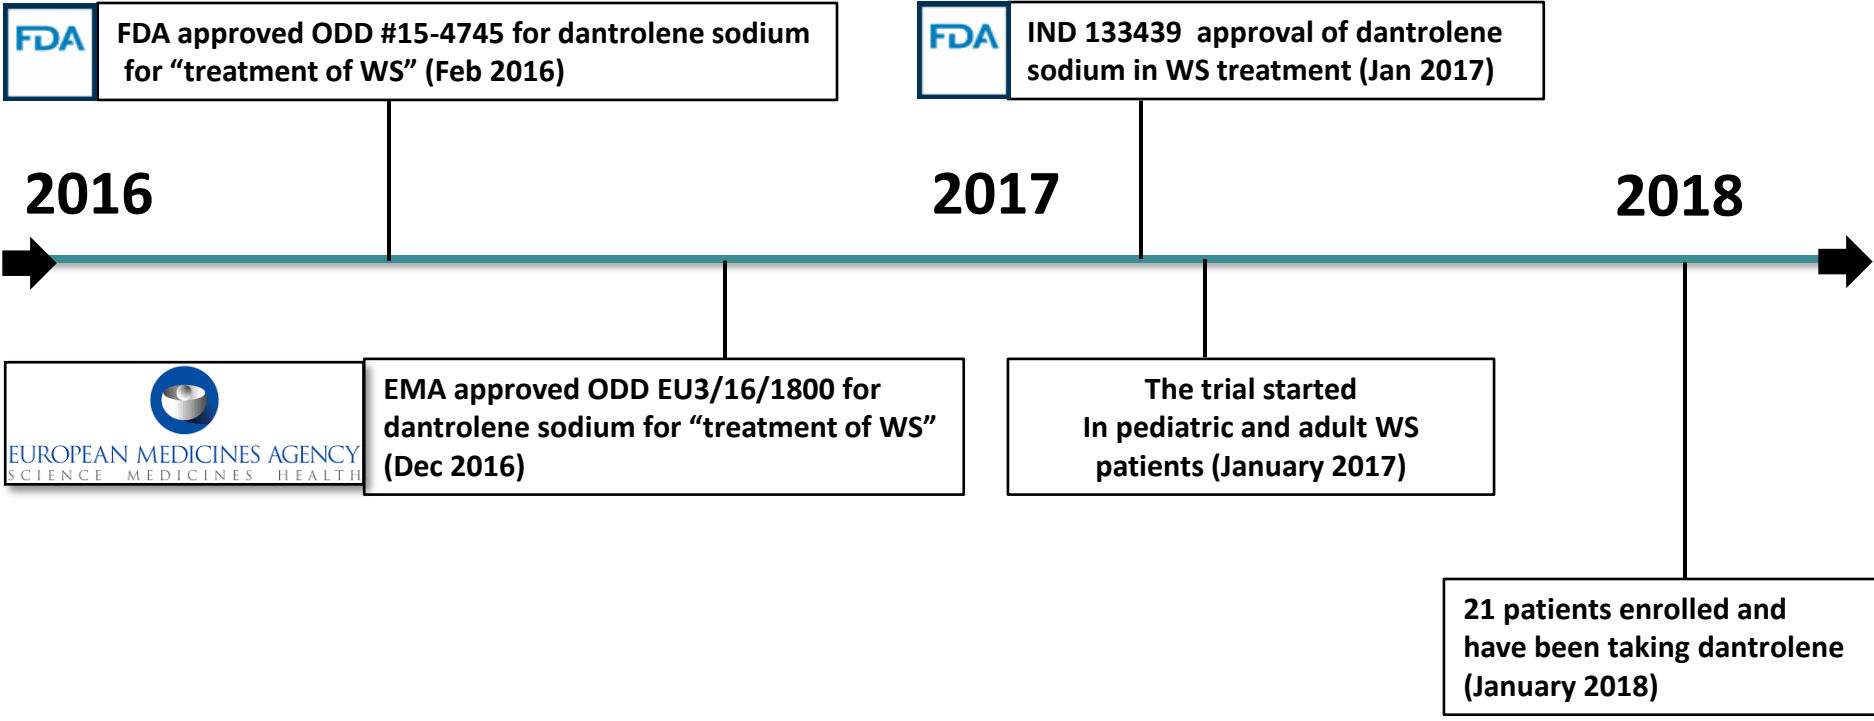 FDA
FDA approved ODD #15-4745 for dantrolene sodium
for “treatment of WS” (Feb 2016)
FDA
IND 133439 approval of dantrolene
sodium in WS treatment (Jan 2017)
2016
2017
2018
EUROPEAN MEDICINES AGENCY
SCIENCE MEDICINES HEALTH
EMA approved ODD EU3/16/1800 for
dantrolene sodium for “treatment of WS”
(Dec 2016)
The trial started
In pediatric and adult WS
patients (January 2017)
21 patients enrolled and
have been taking dantrolene
(January 2018)